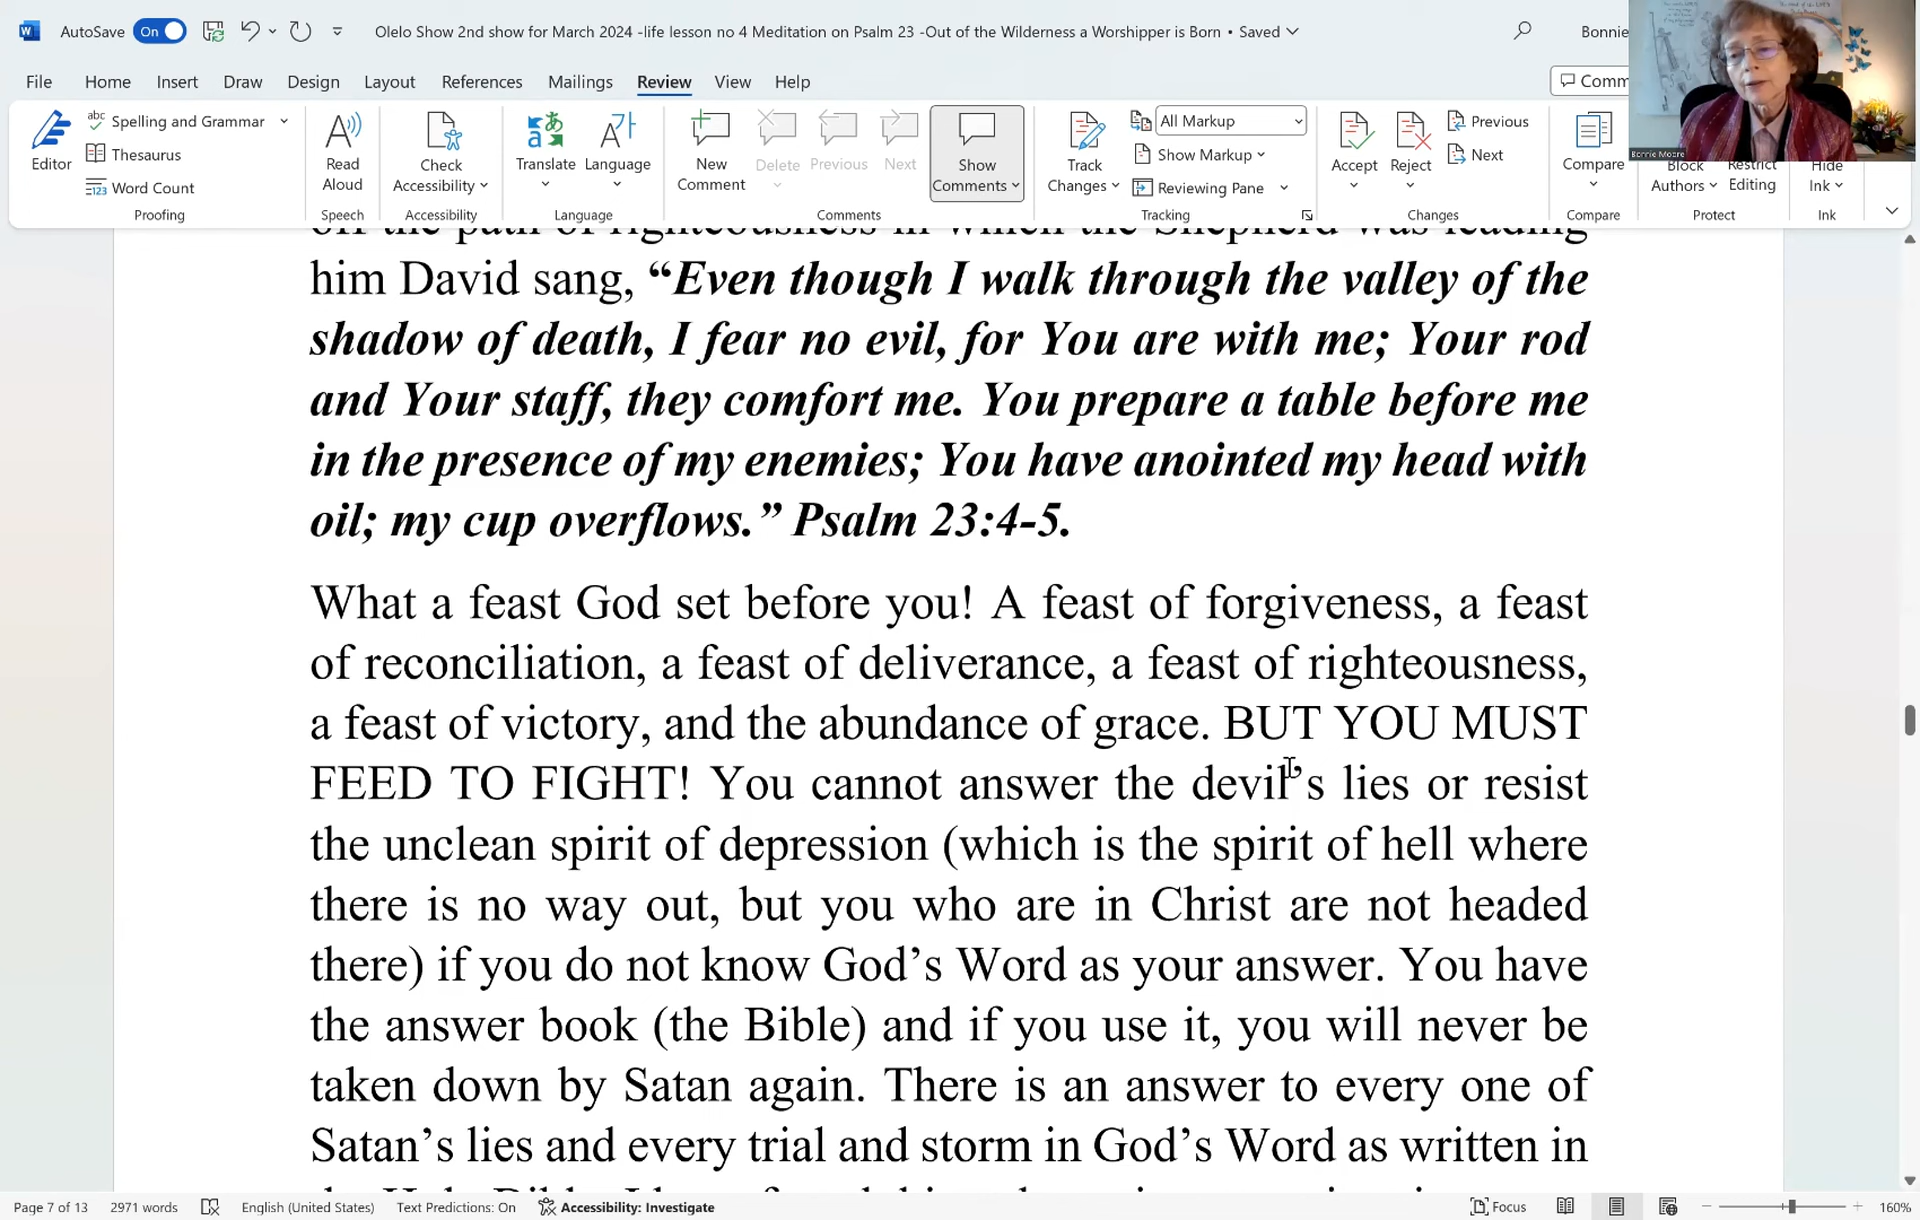 AutoSave On
Olelo Show 2nd show for March 2024 -life lesson no 4 Meditation on Psalm 23 -Out of the Wilderness a Worshipper is Born • Saved
Bonnie
File Home Insert Draw Design Layout References Mailings Review View Help
Comm
Editor
Spelling and Grammar
Thesaurus
Word Count
Proofing
Read Aloud
Speech
Check Accessibility
Accessibility
Translate
Language
Language
New Comment
Delete
Previous
Next
Show Comments
Comments
Track Changes
All Markup
Show Markup
Reviewing Pane
Tracking
Accept
Reject
Previous
Next
Changes
Compare
Compare
Block Authors
Restrict Editing
Protect
Hide Ink
Ink
Bonnie Moore
off the path of righteousness in which the Shepherd was leading
him David sang, “Even though I walk through the valley of the
shadow of death, I fear no evil, for You are with me; Your rod
and Your staff, they comfort me. You prepare a table before me
in the presence of my enemies; You have anointed my head with
oil; my cup overflows.” Psalm 23:4-5.
What a feast God set before you! A feast of forgiveness, a feast
of reconciliation, a feast of deliverance, a feast of righteousness,
a feast of victory, and the abundance of grace. BUT YOU MUST
FEED TO FIGHT! You cannot answer the devil’s lies or resist
the unclean spirit of depression (which is the spirit of hell where
there is no way out, but you who are in Christ are not headed
there) if you do not know God’s Word as your answer. You have
the answer book (the Bible) and if you use it, you will never be
taken down by Satan again. There is an answer to every one of
Satan’s lies and every trial and storm in God’s Word as written in
Page 7 of 13 2971 words English (United States) Text Predictions: On Accessibility: Investigate Focus 160%